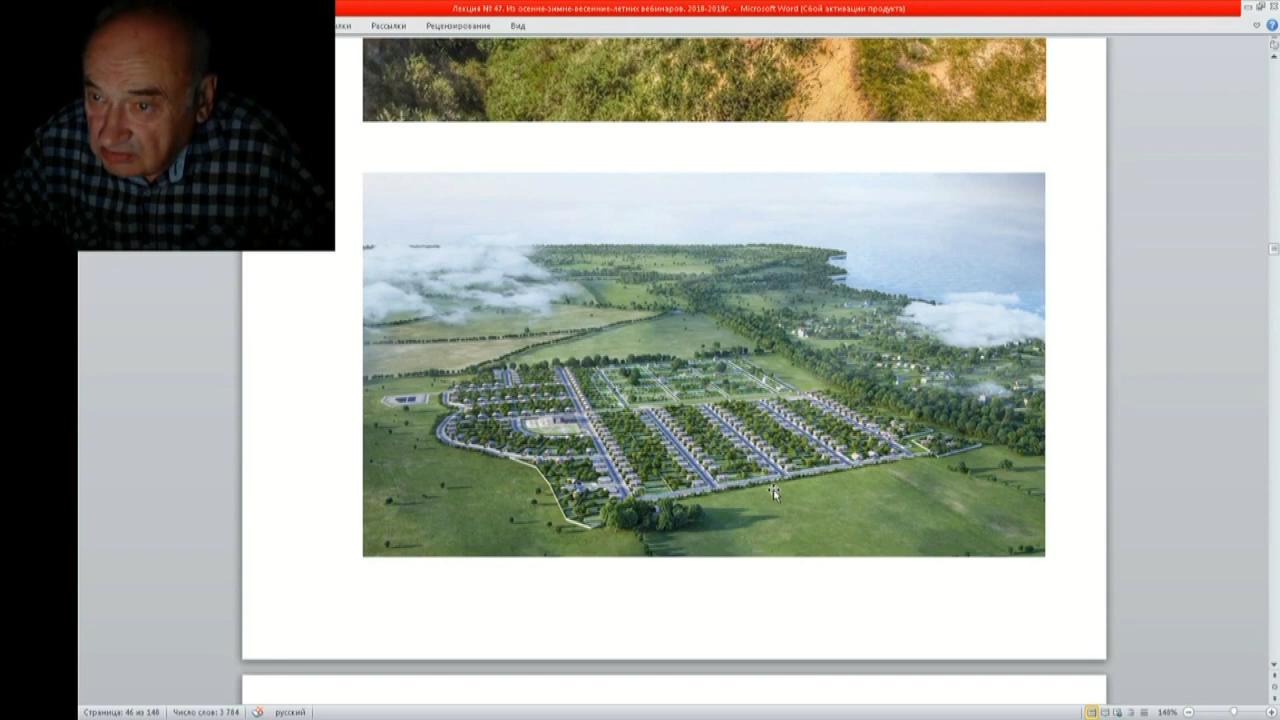 Лекция № 47. Из осенне-зимне-весенние-летних вебинаров. 2018-2019г. - Microsoft Word (Сбой активации продукта)
Рассылки Рецензирование Вид
Страница: 46 из 148 Число слов: 3 784 русский 148%